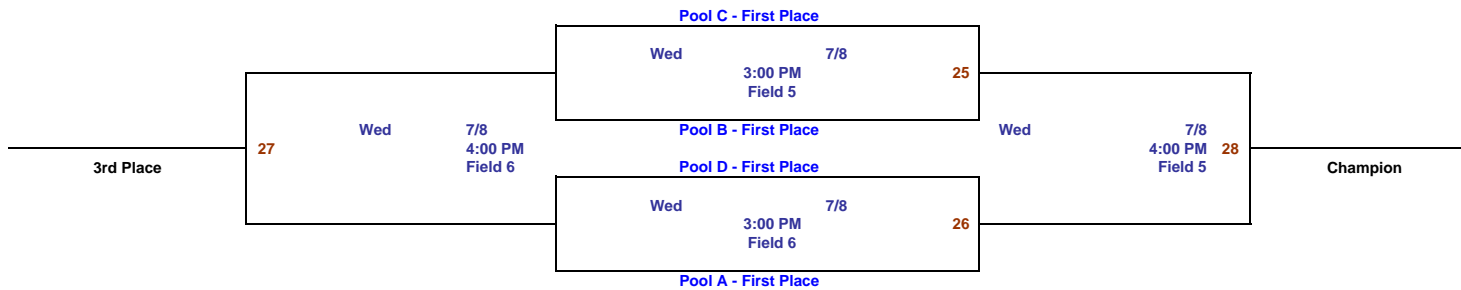 Pool C - First Place
Wed 7/8
3:00 PM 25
Field 5
Pool B - First Place
Wed 7/8
27 4:00 PM
Field 6
3rd Place
Wed 7/8
4:00 PM 28
Field 5
Champion
Pool D - First Place
Wed 7/8
3:00 PM 26
Field 6
Pool A - First Place